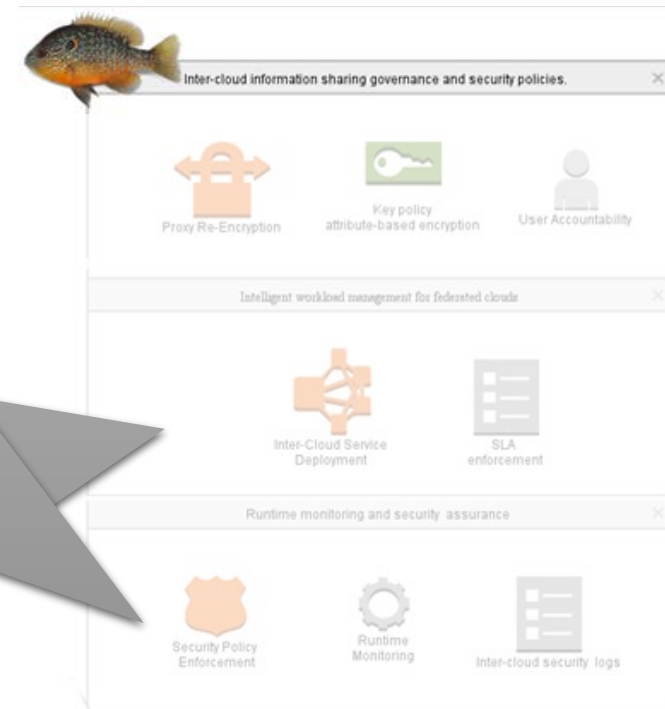 Inter-cloud information sharing governance and security policies.
Proxy Re-Encryption
Key policy
attribute-based encryption
User Accountability
Intelligent workload management for federated clouds
Inter-Cloud Service
Deployment
SLA
enforcement
Runtime monitoring and security assurance
Security Policy
Enforcement
Runtime
Monitoring
Inter-cloud security logs